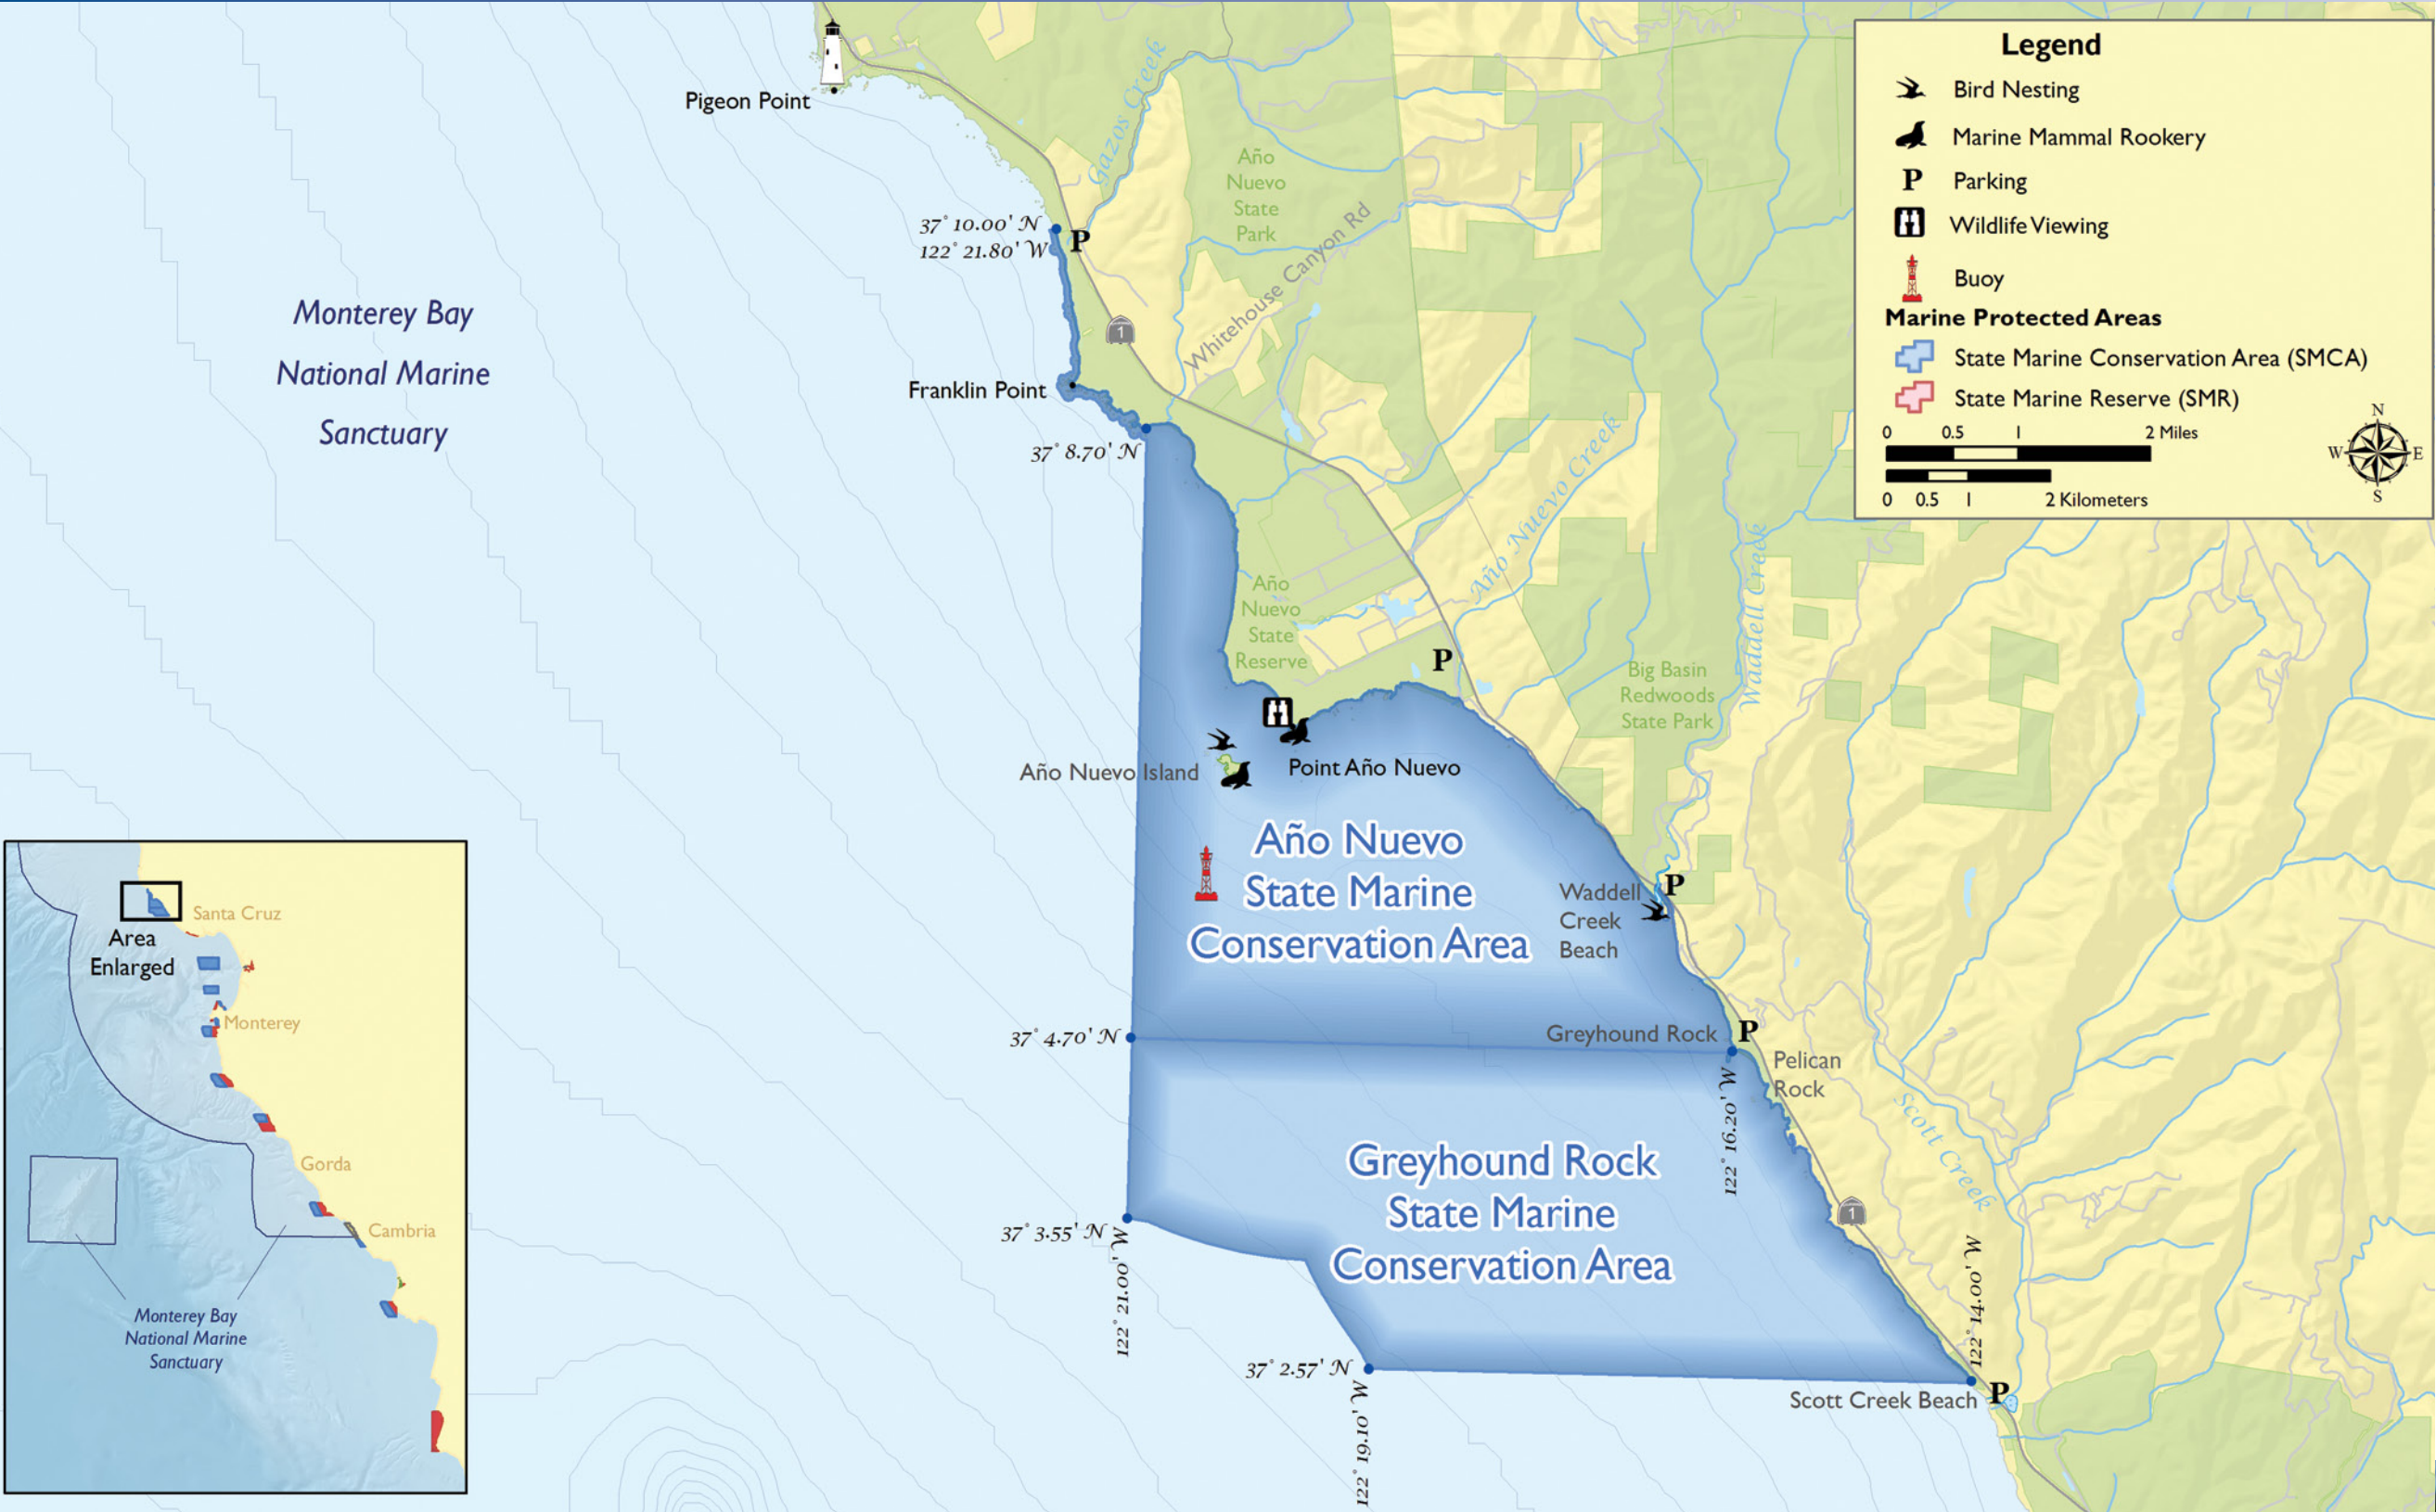 Pigeon Point
Gazos Creek
Año
Nuevo
State
Park
Whitehouse Canyon Rd
37° 10.00' N
122° 21.80' W
P
1
Monterey Bay
National Marine
Sanctuary
Franklin Point
37° 8.70' N
Año Nuevo Creek
Waddell Creek
Año
Nuevo
State
Reserve
P
Big Basin
Redwoods
State Park
Año Nuevo Island
Point Año Nuevo
Año Nuevo
State Marine
Conservation Area
Waddell
Creek
Beach
P
37° 4.70' N
Greyhound Rock
P
Pelican
Rock
122° 16.20' W
Scott Creek
Greyhound Rock
State Marine
Conservation Area
1
37° 3.55' N
122° 21.00' W
37° 2.57' N
122° 19.10' W
122° 14.00' W
Scott Creek Beach
P
Legend
Bird Nesting
Marine Mammal Rookery
P Parking
Wildlife Viewing
Buoy
Marine Protected Areas
State Marine Conservation Area (SMCA)
State Marine Reserve (SMR)
0 0.5 1 2 Miles
0 0.5 1 2 Kilometers
N
W E
S
Santa Cruz
Area
Enlarged
Monterey
Gorda
Cambria
Monterey Bay
National Marine
Sanctuary